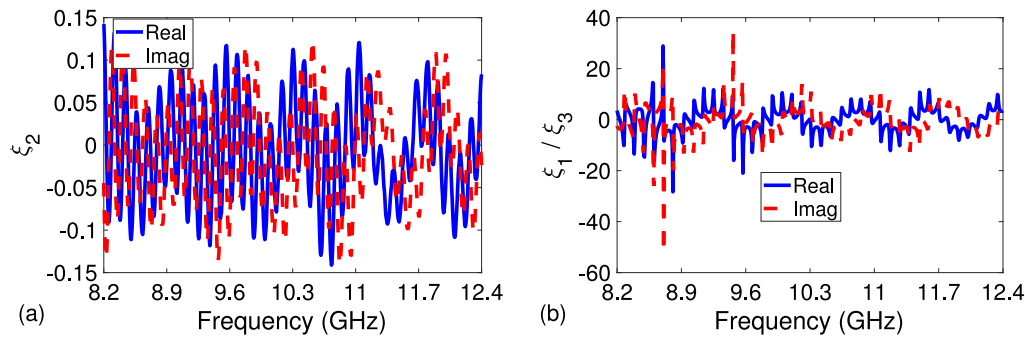 0.15
0.1
0.05
0
-0.05
-0.1
-0.15
ξ2
Real
Imag
8.2 8.9 9.6 10.3 11 11.7 12.4
Frequency (GHz)
(a)
40
20
0
-20
-40
-60
ξ1 / ξ3
Real
Imag
8.2 8.9 9.6 10.3 11 11.7 12.4
Frequency (GHz)
(b)